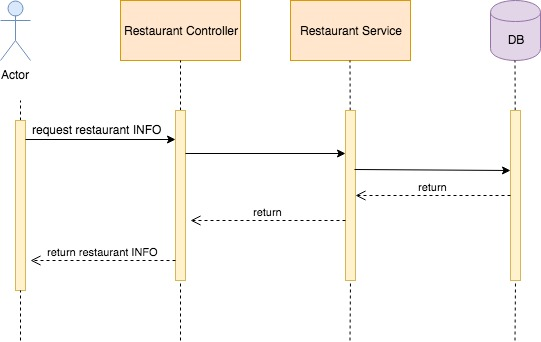 Restaurant Controller
Restaurant Service
DB
Actor
request restaurant INFO
return
return
return restaurant INFO